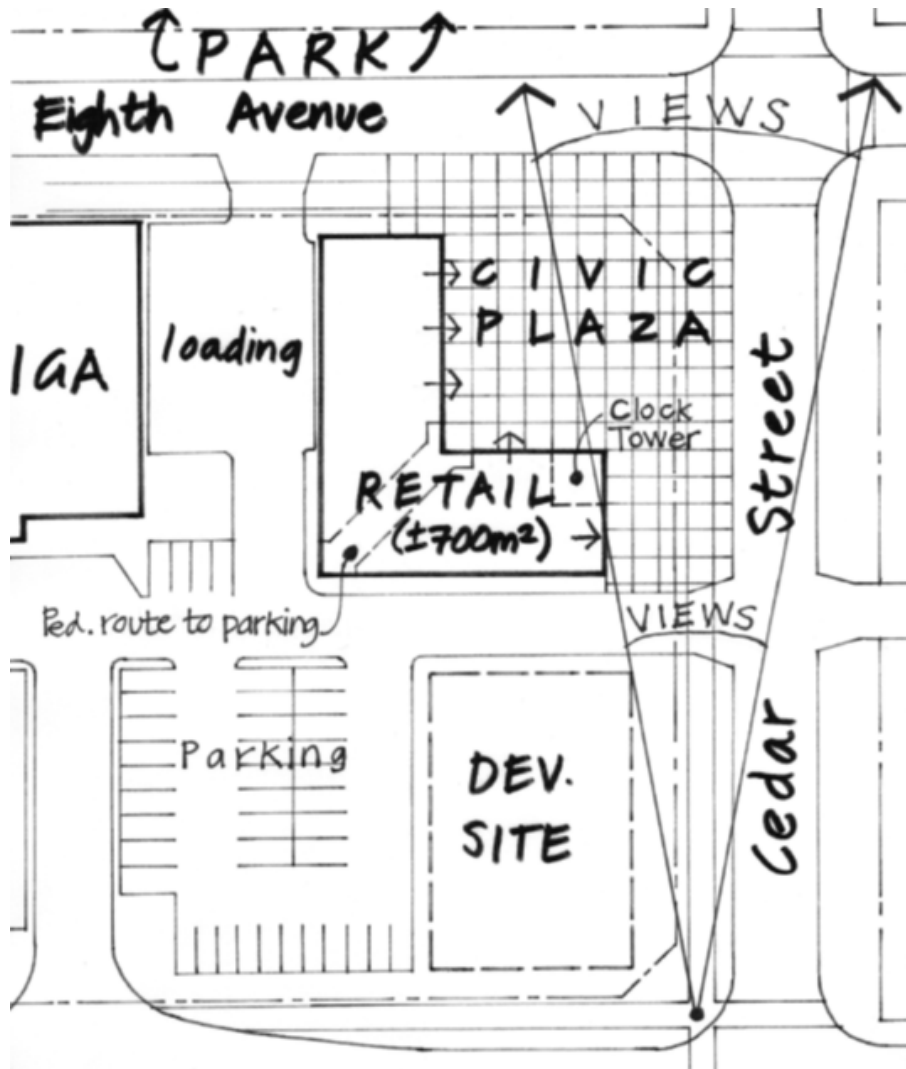 PARK
Eighth Avenue
VIEWS
CIVIC
PLAZA
loading
IGA
Clock
Tower
RETAIL
(±700m²)
Street
Ped. route to parking
VIEWS
Parking
Cedar
DEV.
SITE